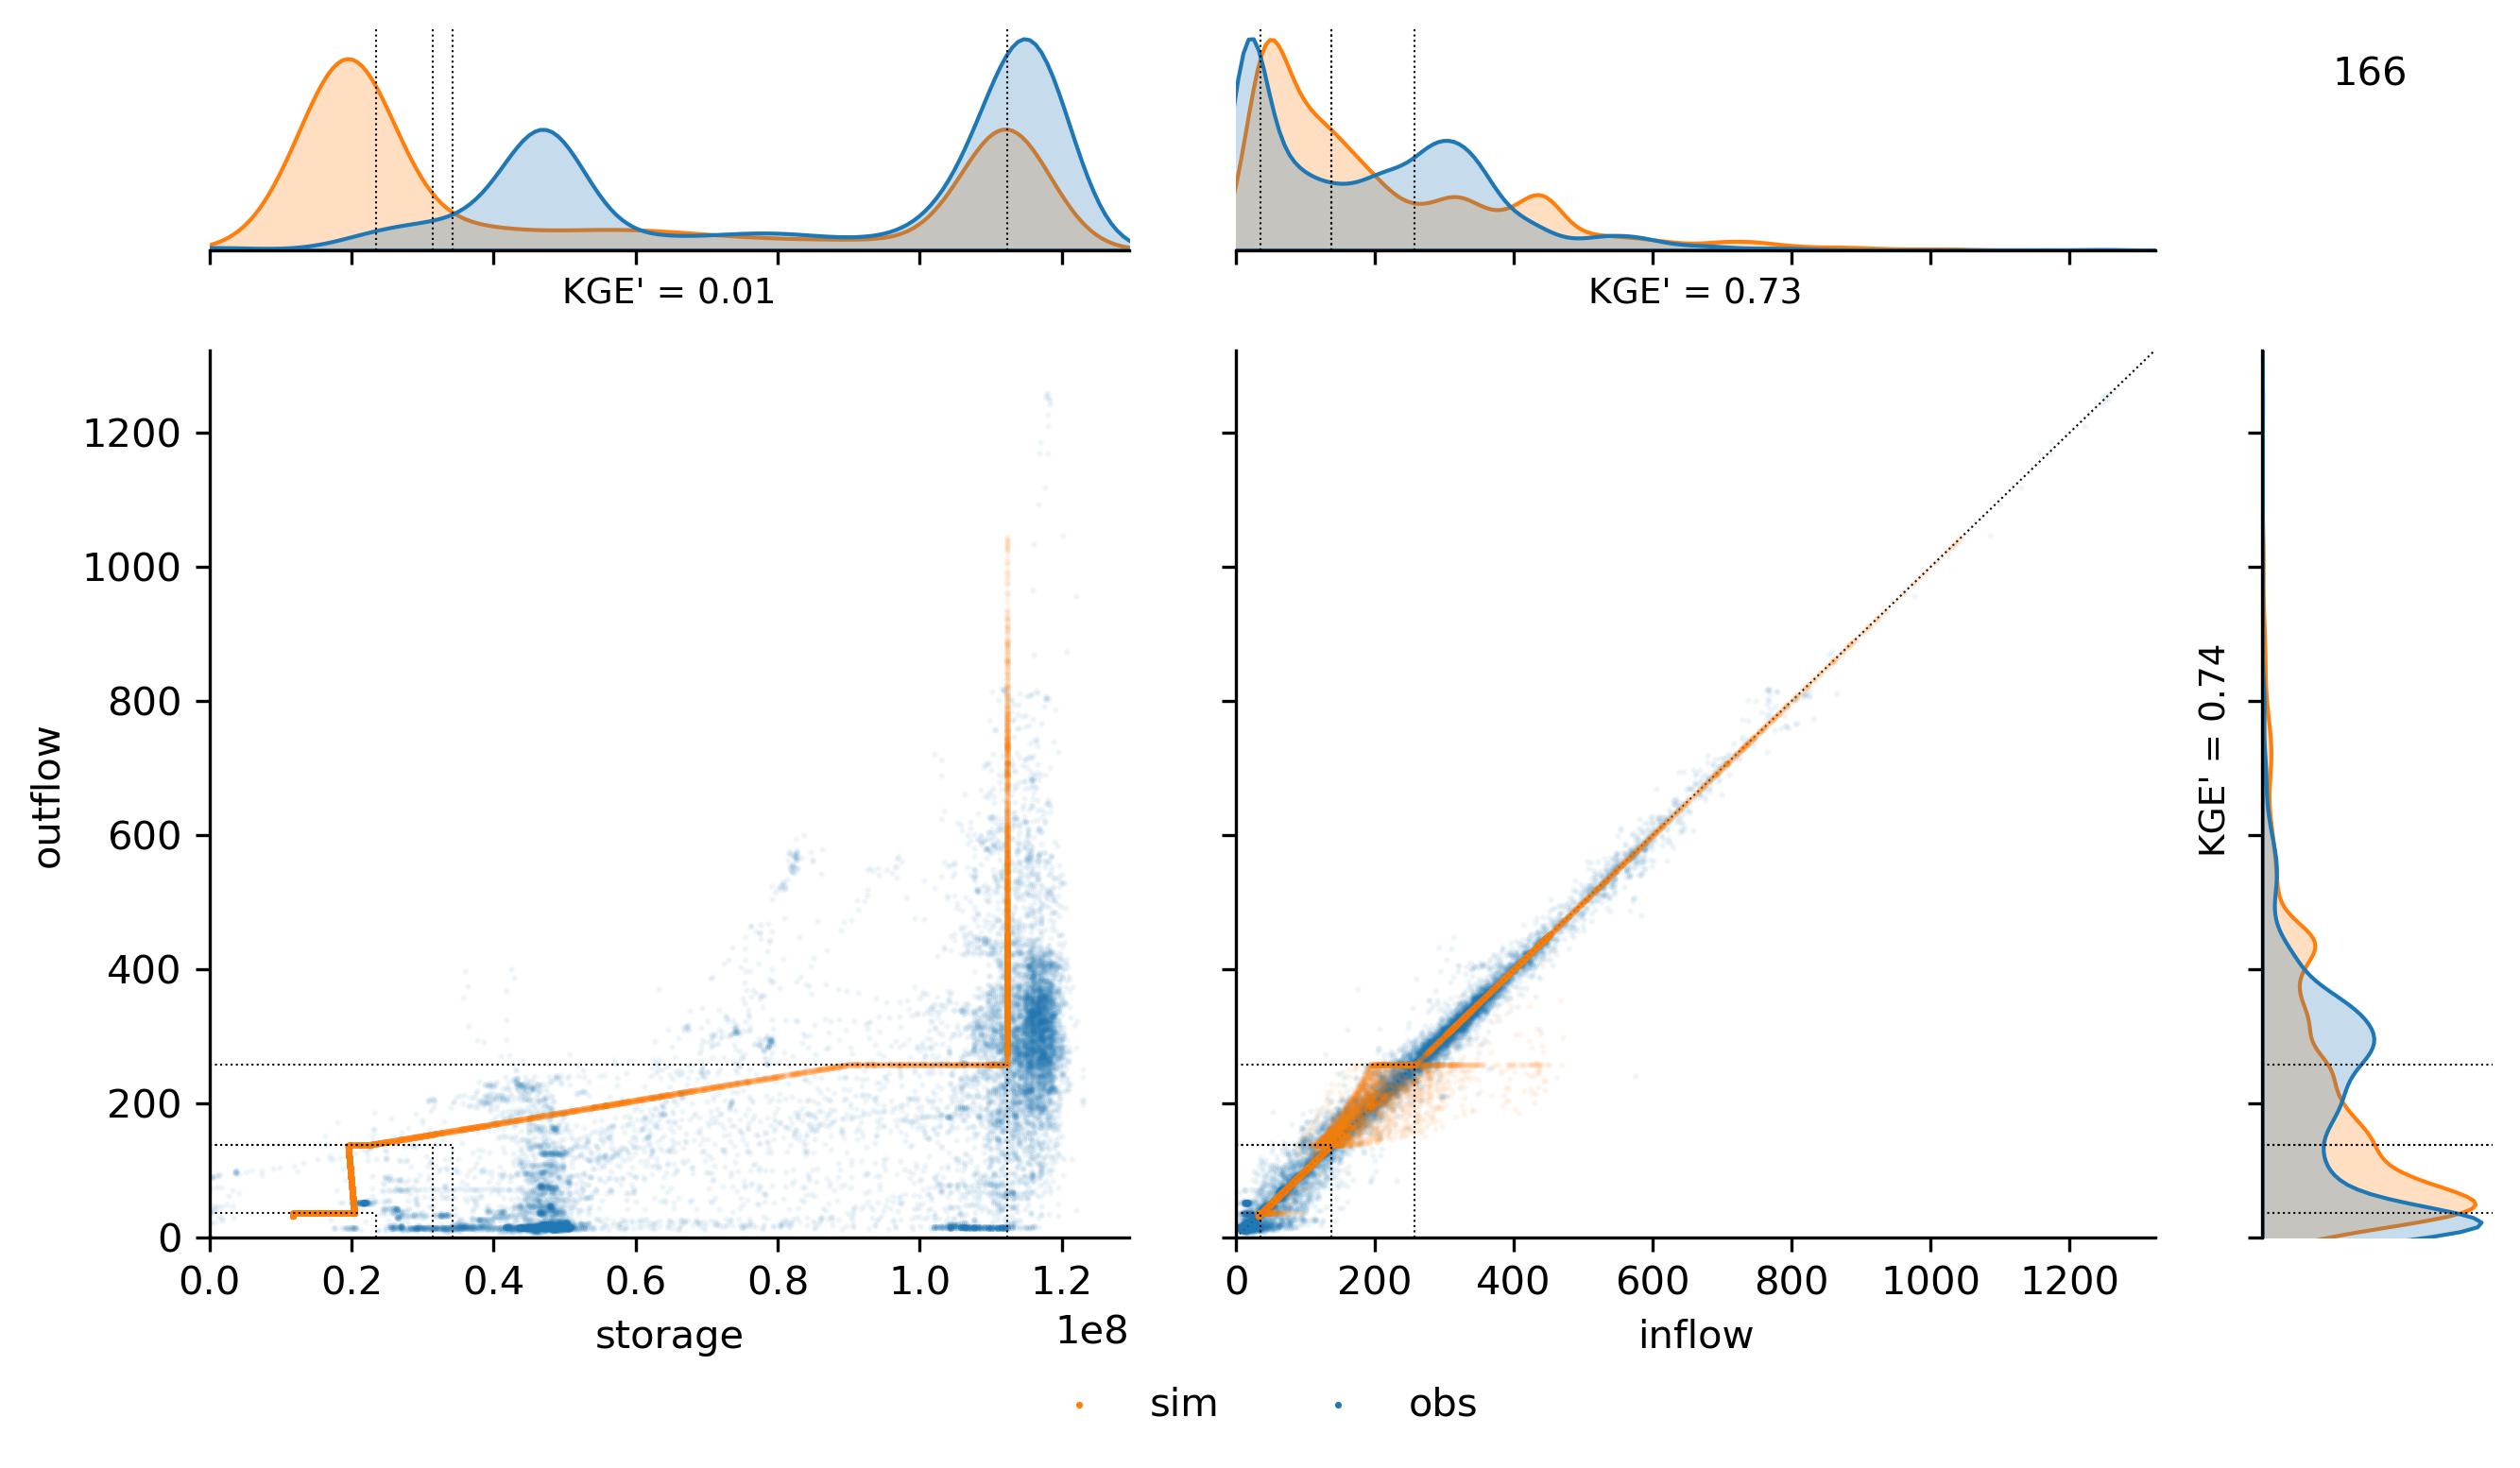 166
KGE' = 0.01
KGE' = 0.73
1200
1000
800
600
400
200
0
outflow
KGE' = 0.74
0.0 0.2 0.4 0.6 0.8 1.0 1.2
1e8
storage
0 200 400 600 800 1000 1200
inflow
sim obs